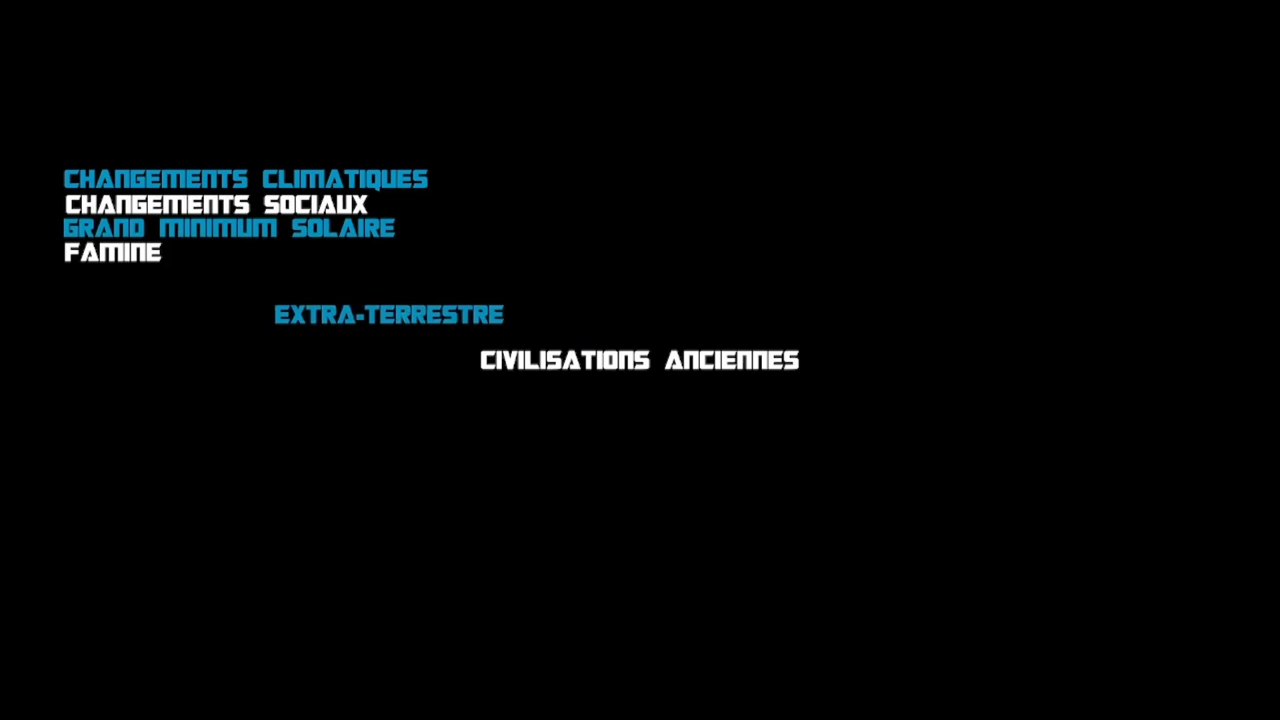 CHANGEMENTS CLIMATIQUES
CHANGEMENTS SOCIAUX
GRAND MINIMUM SOLAIRE
FAMINE
EXTRA-TERRESTRE
CIVILISATIONS ANCIENNES